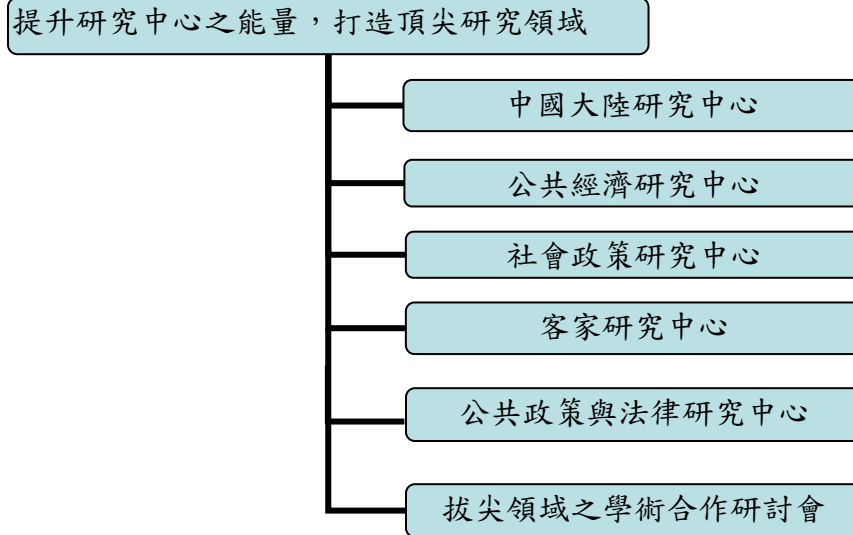 提升研究中心之能量，打造頂尖研究領域
中國大陸研究中心
公共經濟研究中心
社會政策研究中心
客家研究中心
公共政策與法律研究中心
拔尖領域之學術合作研討會